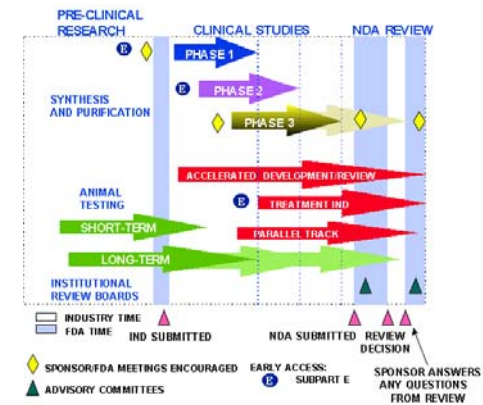 PRE-CLINICAL
RESEARCH
CLINICAL STUDIES
NDA REVIEW
E
PHASE 1
E
PHASE 2
SYNTHESIS
AND PURIFICATION
PHASE 3
ACCELERATED DEVELOPMENT/REVIEW
ANIMAL
TESTING
E
TREATMENT IND
SHORT-TERM
PARALLEL TRACK
LONG-TERM
INSTITUTIONAL
REVIEW BOARDS
INDUSTRY TIME
FDA TIME
IND SUBMITTED
NDA SUBMITTED
REVIEW
DECISION
SPONSOR/FDA MEETINGS ENCOURAGED
ADVISORY COMMITTEES
EARLY ACCESS:
E SUBPART E
SPONSOR ANSWERS
ANY QUESTIONS
FROM REVIEW